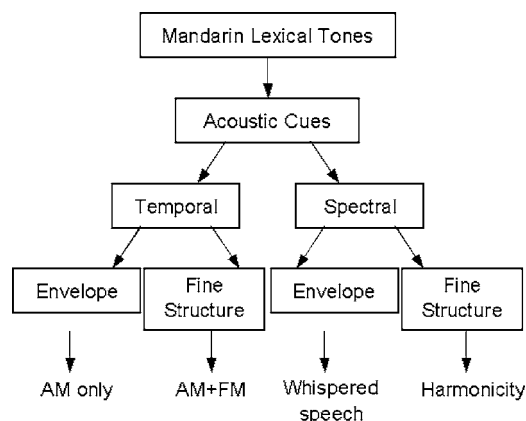 Mandarin Lexical Tones
Acoustic Cues
Temporal
Spectral
Envelope
Fine
Structure
Envelope
Fine
Structure
AM only
AM+FM
Whispered
speech
Harmonicity